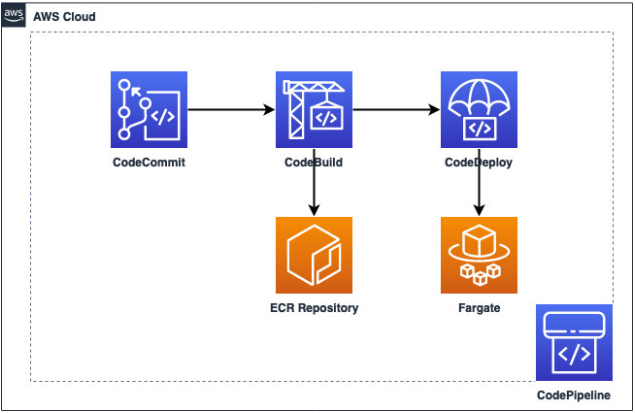 aws
AWS Cloud
</>
</>
</>
CodeCommit
CodeBuild
CodeDeploy
ECR Repository
Fargate
</>
CodePipeline